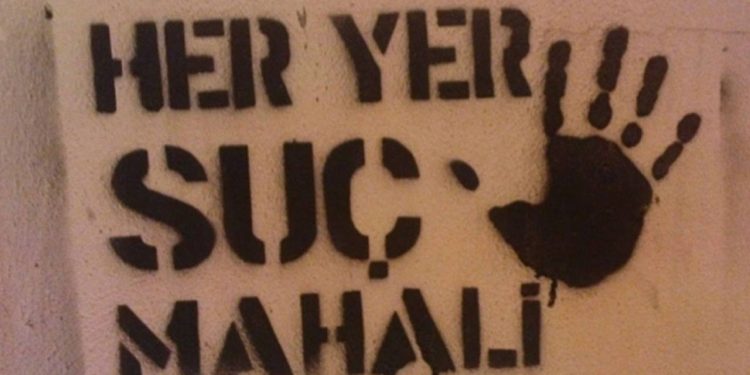 HER YER
SUÇ
MAHALİ